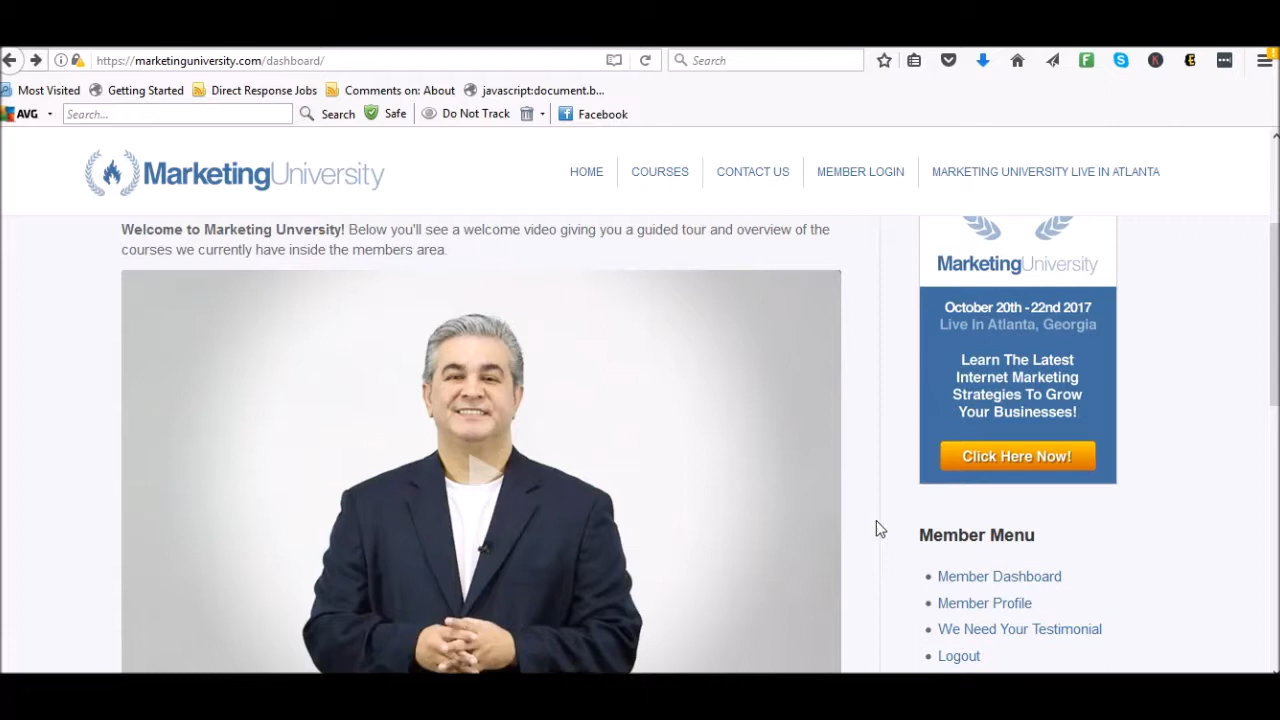 https://marketinguniversity.com/dashboard/
Search
Most Visited
Getting Started
Direct Response Jobs
Comments on: About
javascript:document.b...
AVG
Search...
Search
Safe
Do Not Track
Facebook
MarketingUniversity
HOME
COURSES
CONTACT US
MEMBER LOGIN
MARKETING UNIVERSITY LIVE IN ATLANTA
Welcome to Marketing Unversity! Below you'll see a welcome video giving you a guided tour and overview of the
courses we currently have inside the members area.
MarketingUniversity
October 20th - 22nd 2017
Live In Atlanta, Georgia
Learn The Latest
Internet Marketing
Strategies To Grow
Your Businesses!
Click Here Now!
Member Menu
Member Dashboard
Member Profile
We Need Your Testimonial
Logout